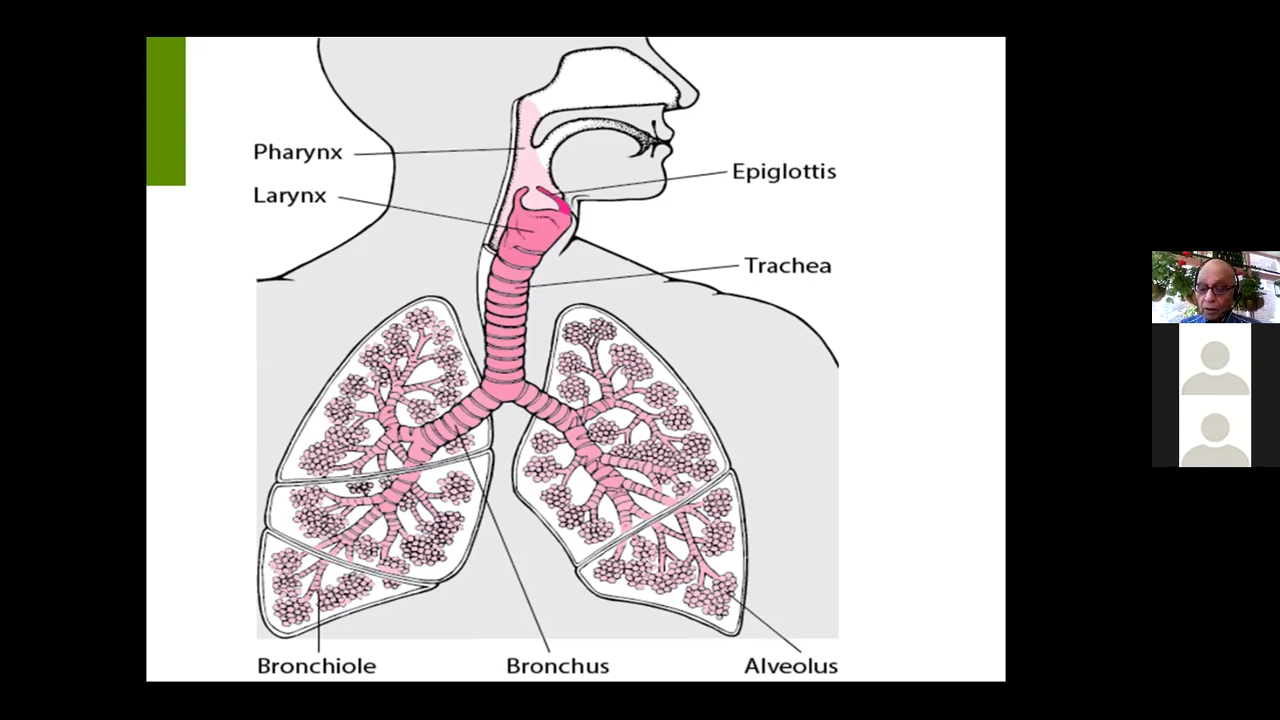 Pharynx
Larynx
Epiglottis
Trachea
Bronchiole
Bronchus
Alveolus